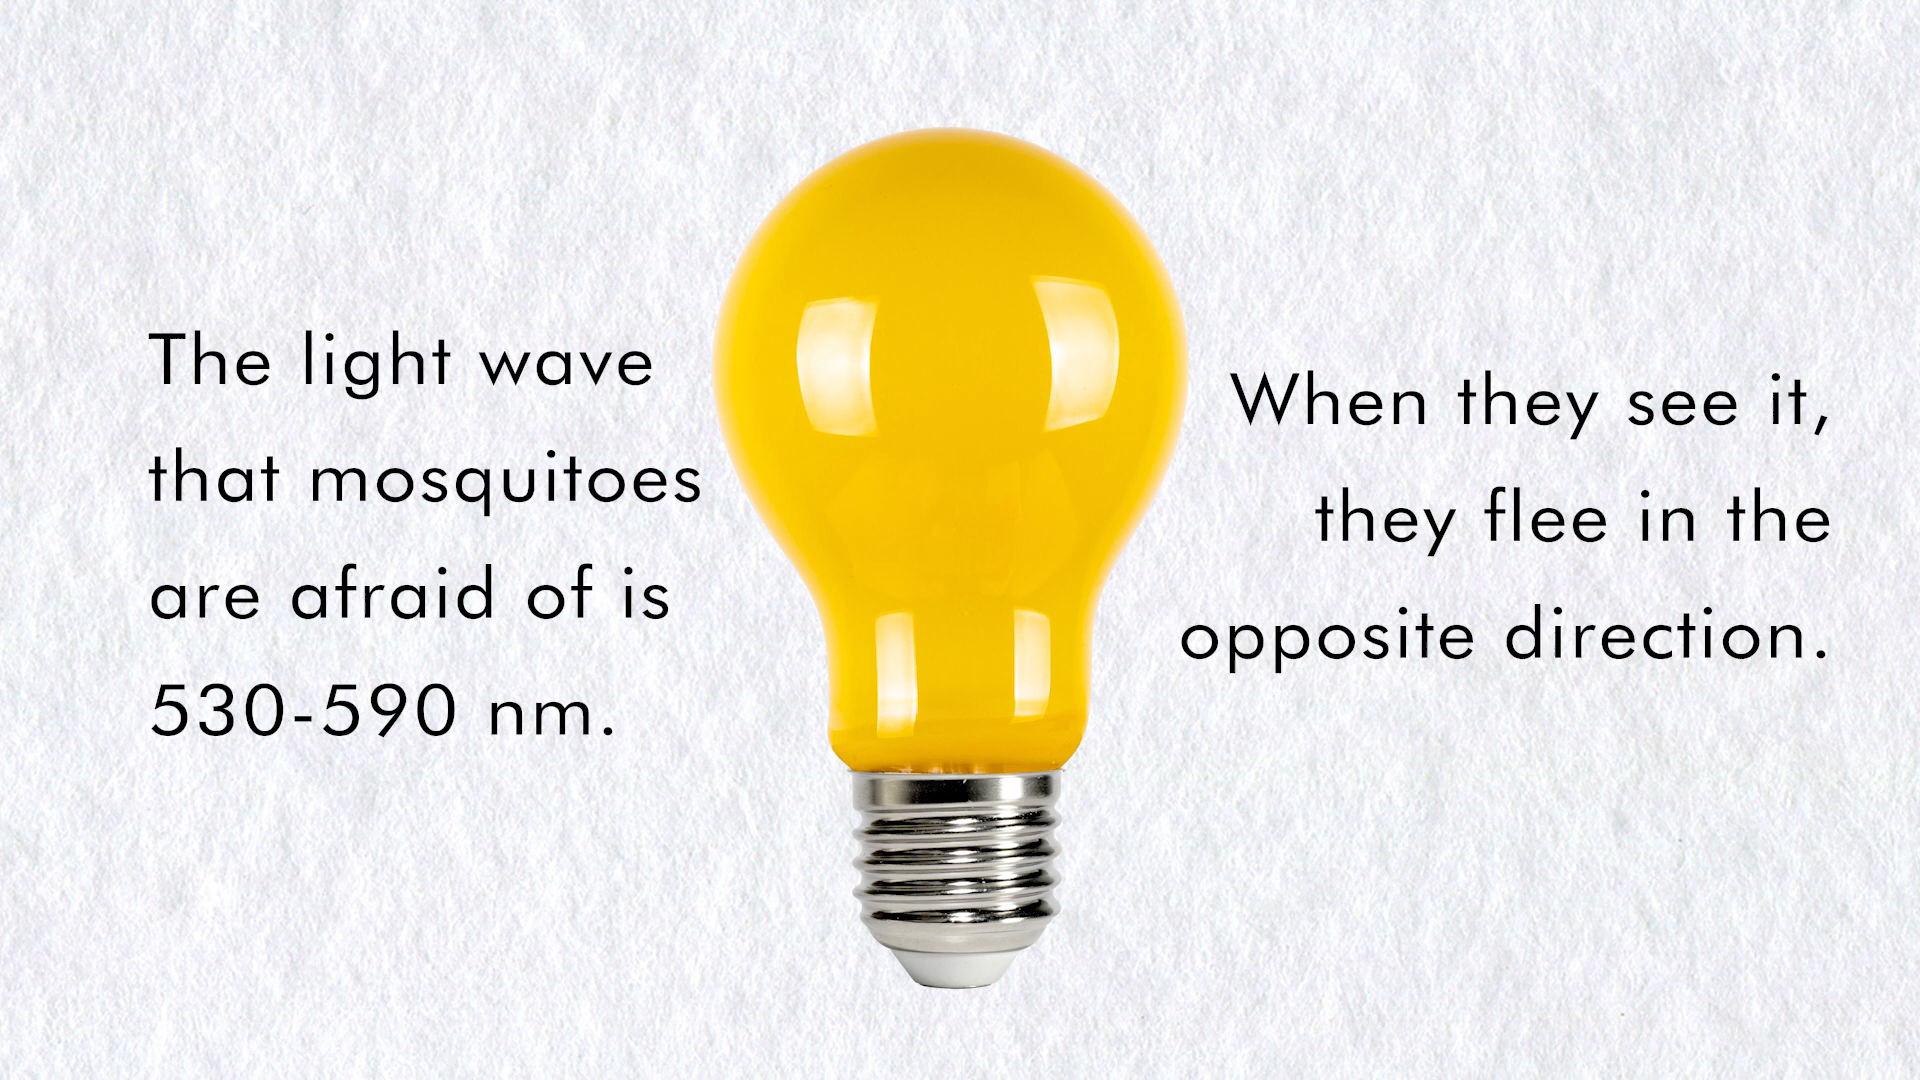 The light wave
that mosquitoes
are afraid of is
530-590 nm.
When they see it,
they flee in the
opposite direction.